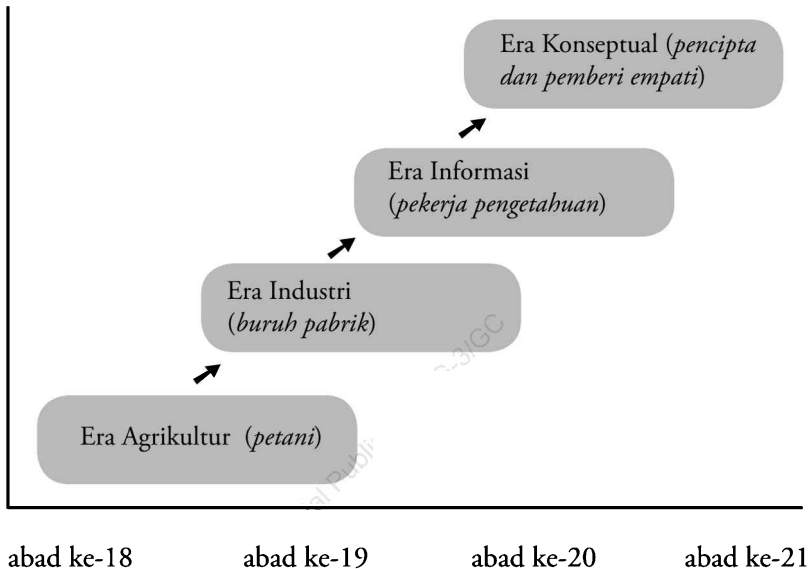 Era Konseptual (pencipta
dan pemberi empati)
Era Informasi
(pekerja pengetahuan)
Era Industri
(buruh pabrik)
Era Agrikultur (petani)
abad ke-18 abad ke-19 abad ke-20 abad ke-21